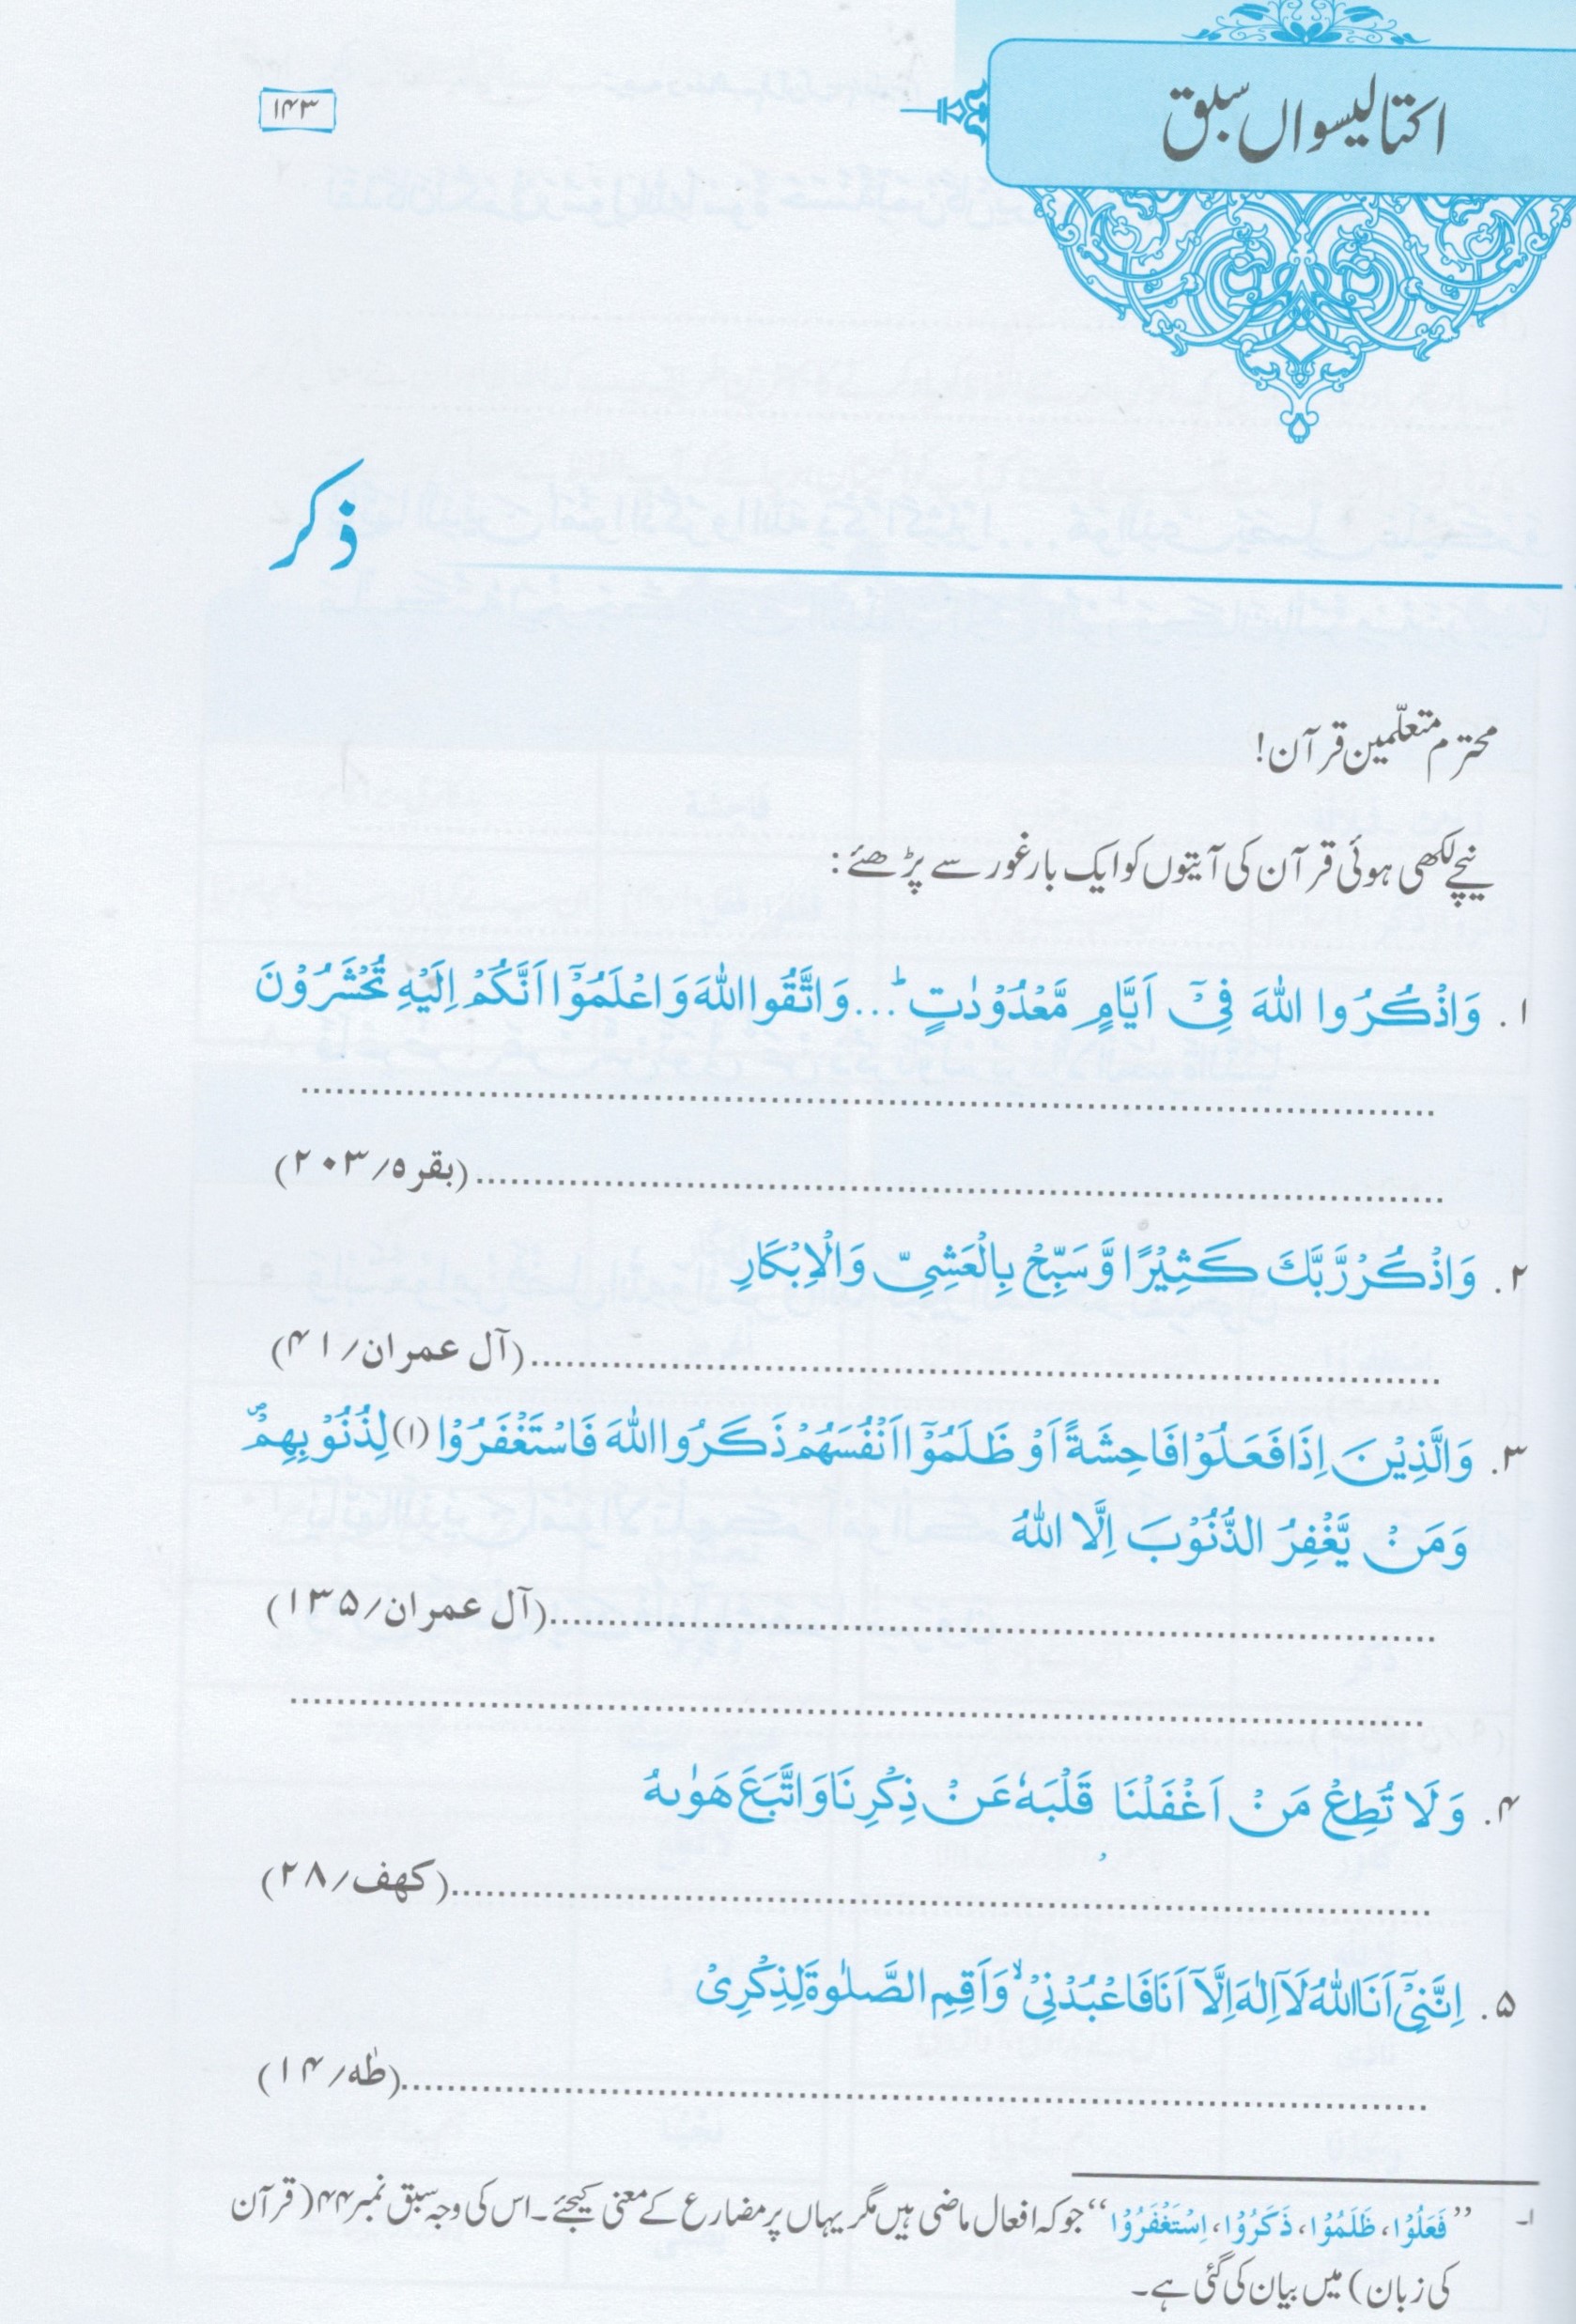 ۱۴۳
اکتالیسواں سبق
ذکر
محترم متعلّمین قرآن!
نیچے لکھی ہوئی قرآن کی آیتوں کو ایک بار غور سے پڑھئے:
۱. وَاذْكُرُوا اللّٰهَ فِیْۤ اَیَّامٍ مَّعْدُوْدٰتٍ ؕ... وَاتَّقُوا اللّٰهَ وَاعْلَمُوْۤا اَنَّكُمْ اِلَیْهِ تُحْشَرُوْنَ
(بقرہ/۲۰۳)
۲. وَاذْكُرْ رَّبَّكَ كَثِیْرًا وَّسَبِّحْ بِالْعَشِیِّ وَالْاِبْكَارِ
(آل عمران/۴۱)
۳. وَالَّذِیْنَ اِذَا فَعَلُوْا فَاحِشَةً اَوْ ظَلَمُوْۤا اَنْفُسَهُمْ ذَكَرُوا اللّٰهَ فَاسْتَغْفَرُوْا (۱) لِذُنُوْبِهِمْ۪
وَمَنْ یَّغْفِرُ الذُّنُوْبَ اِلَّا اللّٰهُ
(آل عمران/۱۳۵)
۴. وَلَا تُطِعْ مَنْ اَغْفَلْنَا قَلْبَهٗ عَنْ ذِكْرِنَا وَاتَّبَعَ هَوٰىهُ
(کہف/۲۸)
۵. اِنَّنِیْۤ اَنَا اللّٰهُ لَاۤ اِلٰهَ اِلَّاۤ اَنَا فَاعْبُدْنِیْ ۙ وَاَقِمِ الصَّلٰوةَ لِذِكْرِیْ
(طٰہ/۱۴)
۱۔ ”فَعَلُوْا، ظَلَمُوْا، ذَكَرُوْا، اِسْتَغْفَرُوْا“ جو کہ افعال ماضی ہیں مگر یہاں پر مضارع کے معنی کیجئے۔ اس کی وجہ سبق نمبر ۴۴ (قرآن
کی زبان) میں بیان کی گئی ہے۔